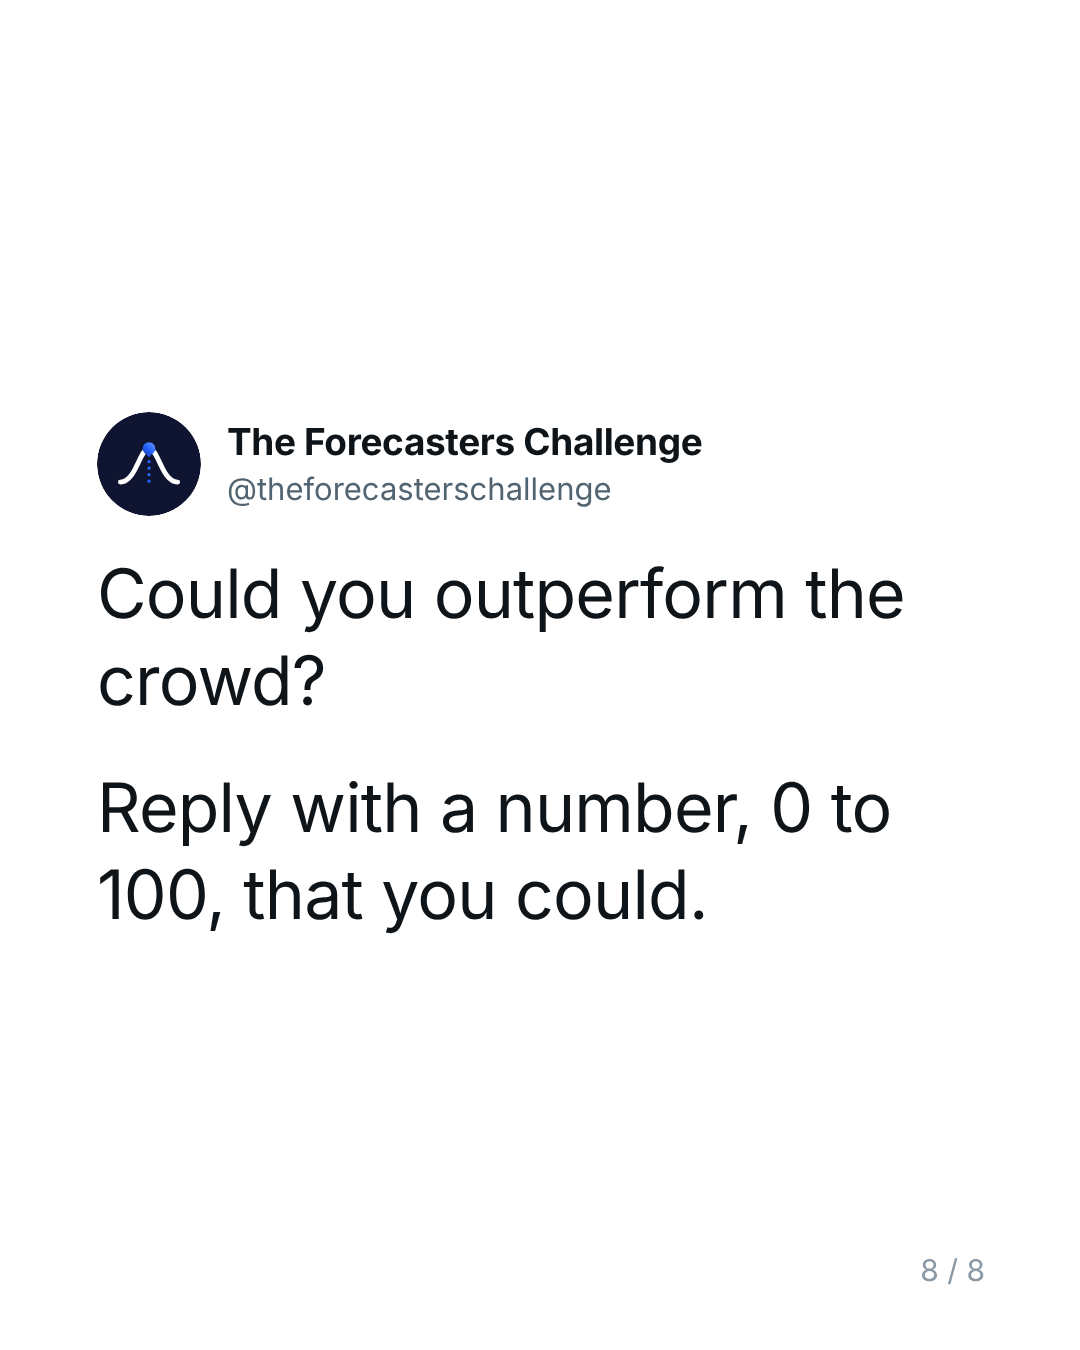 The Forecasters Challenge
@theforecasterschallenge
Could you outperform the
crowd?
Reply with a number, 0 to
100, that you could.
8 / 8